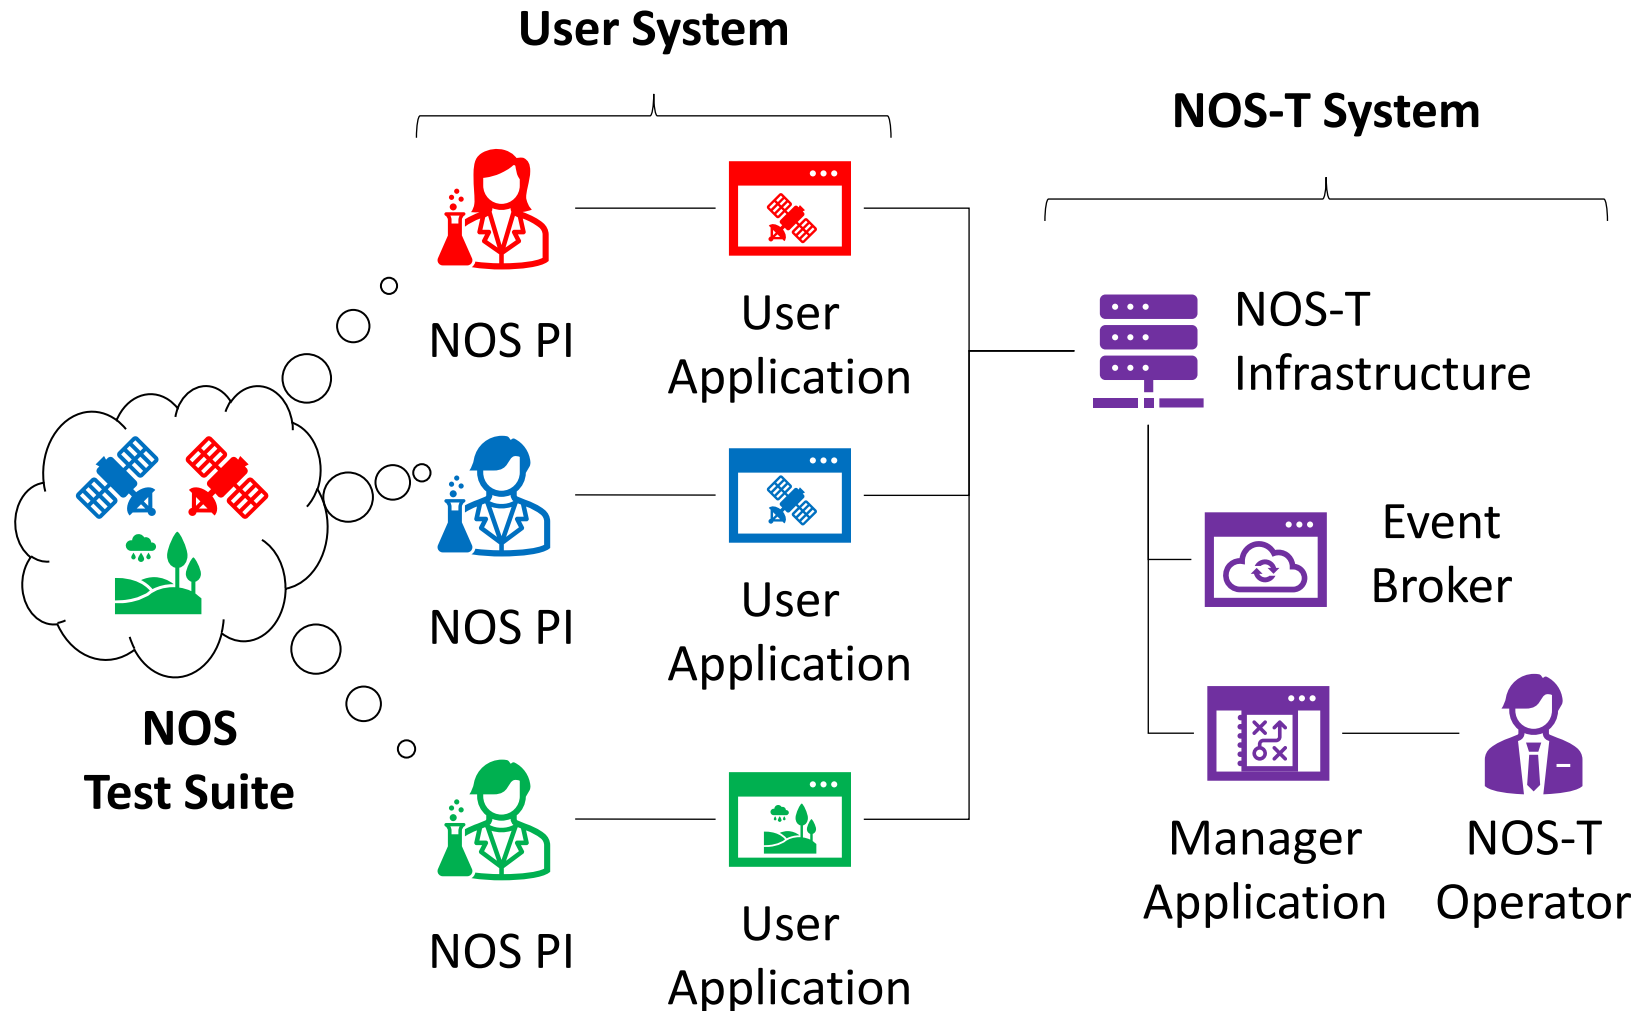 User System
NOS-T System
NOS PI
User
Application
NOS-T
Infrastructure
NOS PI
User
Application
Event
Broker
NOS
Test Suite
NOS PI
User
Application
Manager
Application
NOS-T
Operator